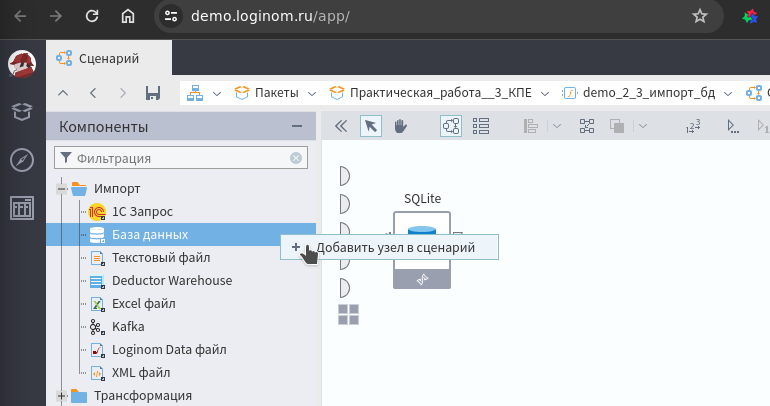 demo.loginom.ru/app/
Сценарий
Пакеты Практическая_работа__3_КПЕ demo_2_3_импорт_бд
Компоненты
Фильтрация
Импорт
1С Запрос
База данных
Текстовый файл
Deductor Warehouse
Excel файл
Kafka
Loginom Data файл
XML файл
Трансформация
SQLite
Добавить узел в сценарий